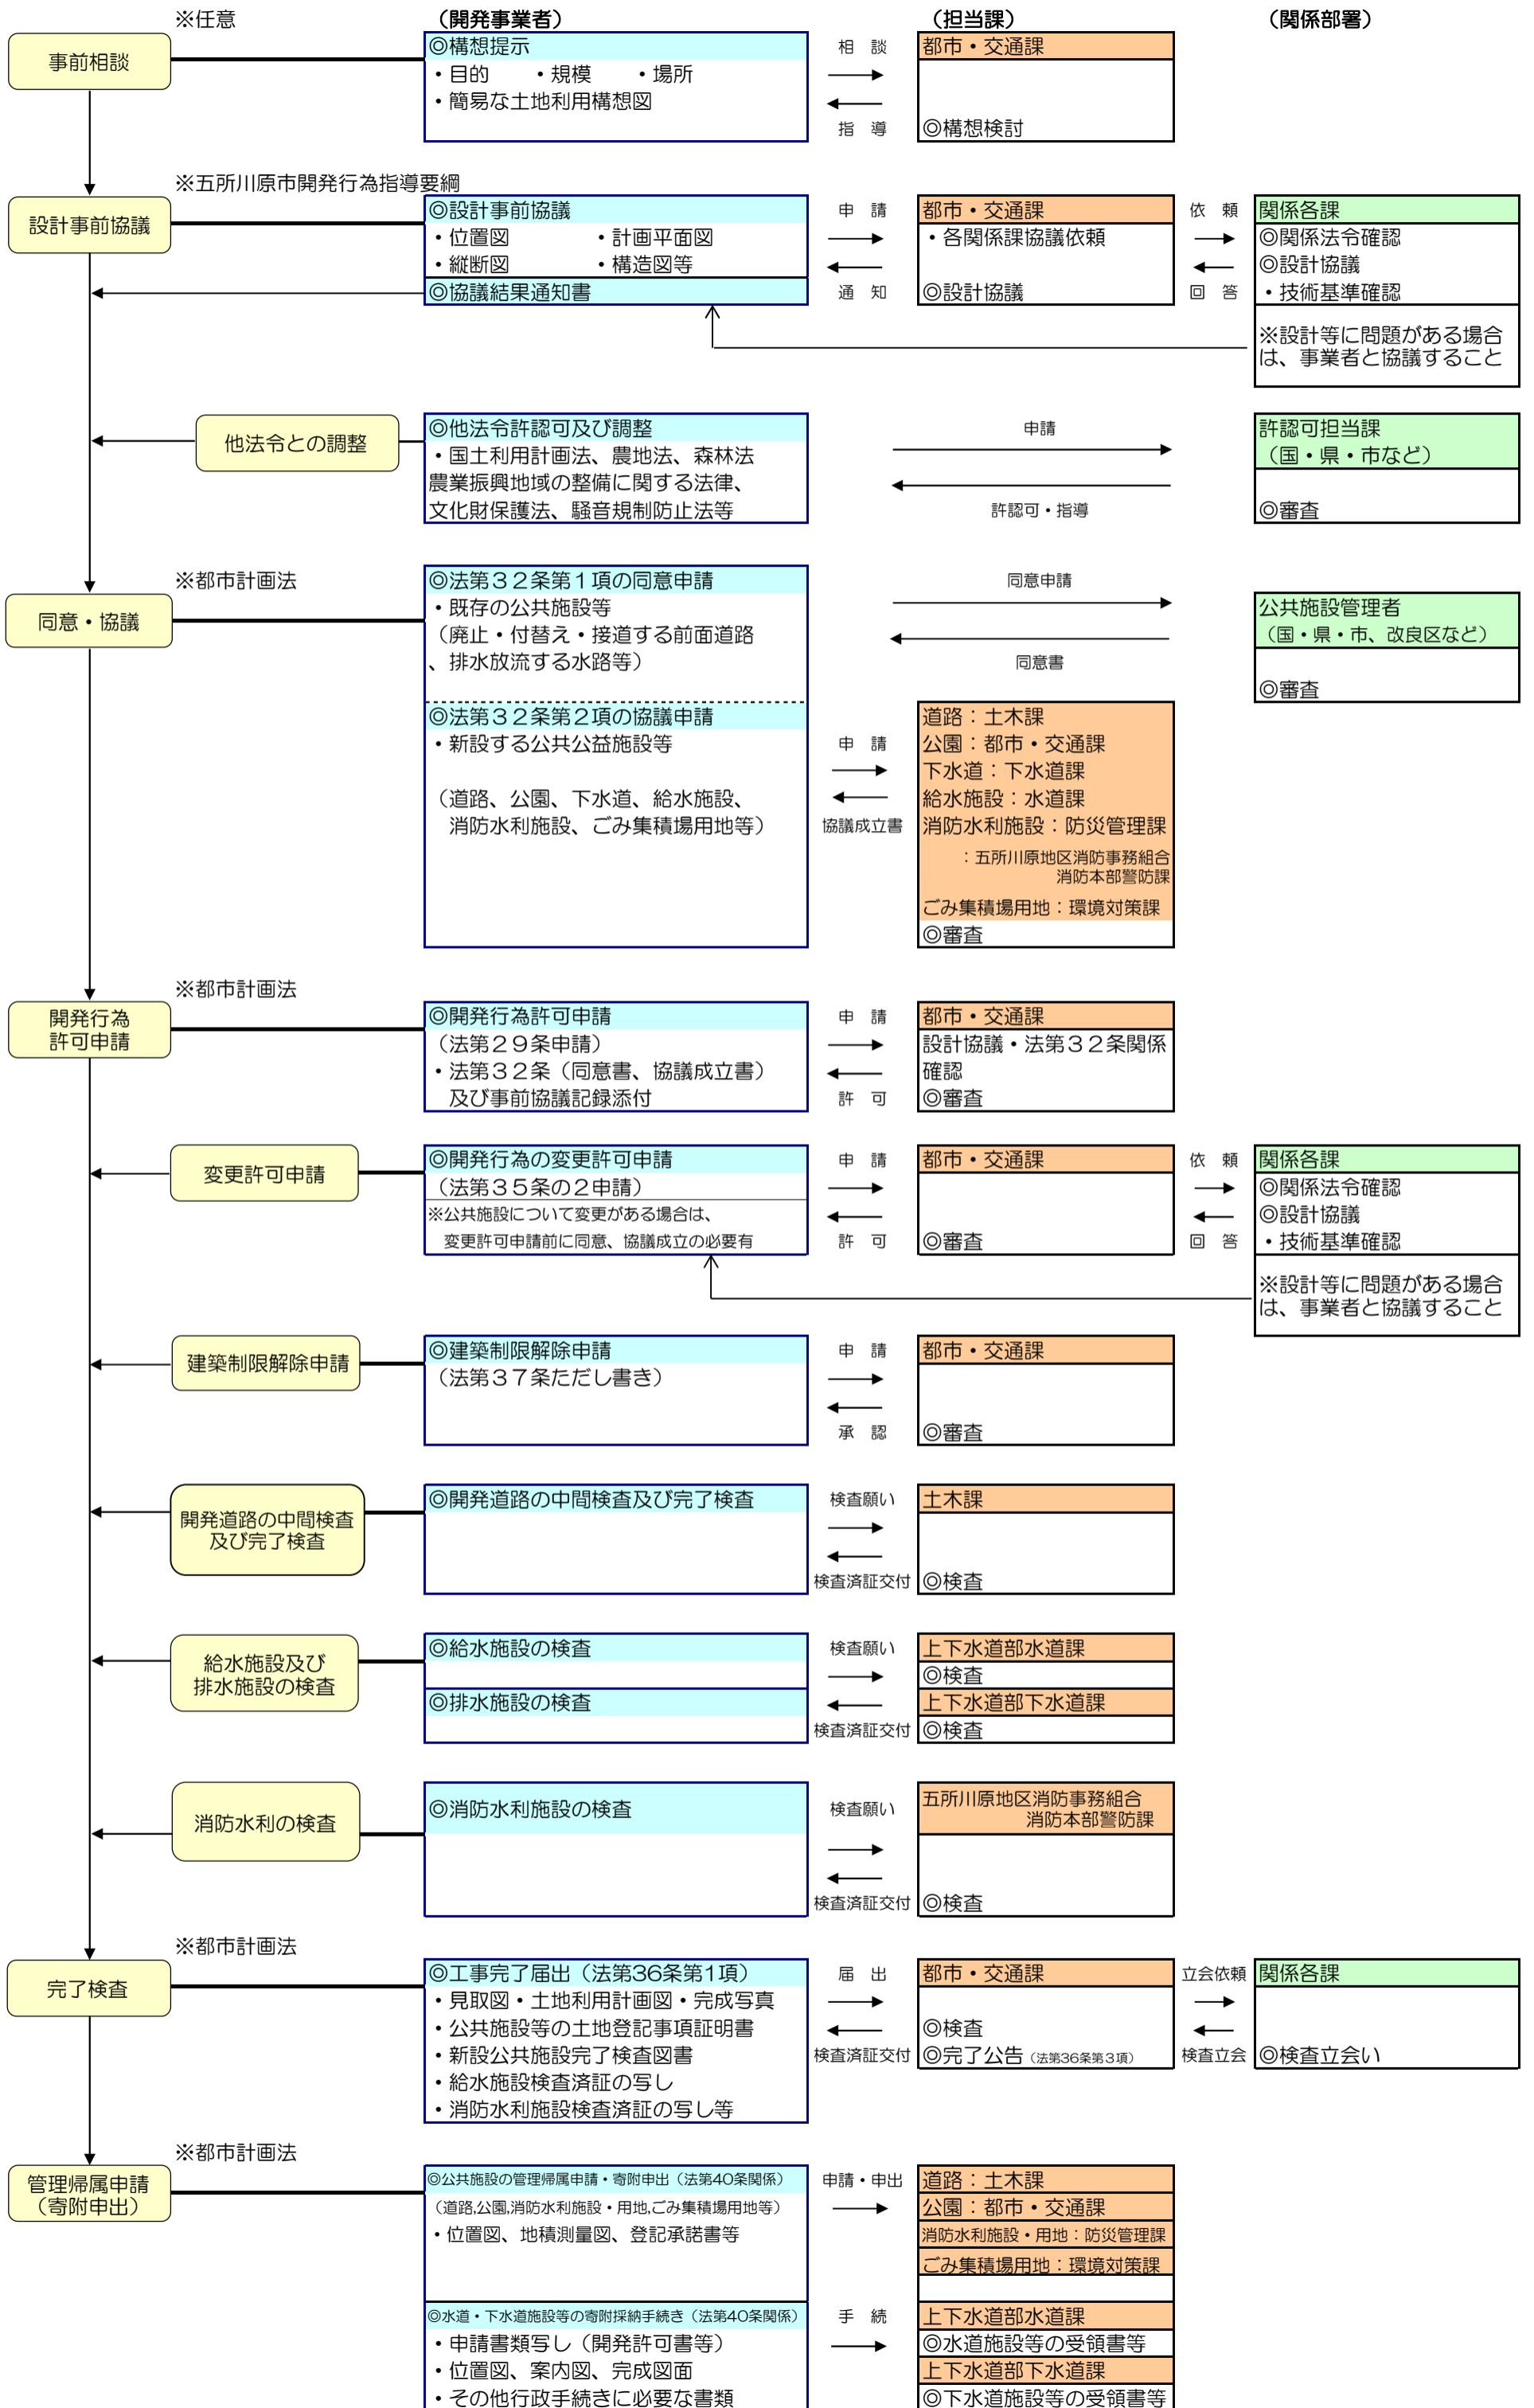 ※任意
（開発事業者）
（担当課）
（関係部署）
事前相談
◎構想提示
・目的　・規模　・場所
・簡易な土地利用構想図
相　談
指　導
都市・交通課
◎構想検討
※五所川原市開発行為指導要綱
設計事前協議
◎設計事前協議
・位置図　・計画平面図
・縦断図　・構造図等
◎協議結果通知書
申　請
通　知
都市・交通課
・各関係課協議依頼
◎設計協議
依　頼
回　答
関係各課
◎関係法令確認
◎設計協議
・技術基準確認
※設計等に問題がある場合
は、事業者と協議すること
他法令との調整
◎他法令許認可及び調整
・国土利用計画法、農地法、森林法
農業振興地域の整備に関する法律、
文化財保護法、騒音規制防止法等
申請
許認可・指導
許認可担当課
（国・県・市など）
◎審査
※都市計画法
同意・協議
◎法第３２条第１項の同意申請
・既存の公共施設等
（廃止・付替え・接道する前面道路
、排水放流する水路等）
同意申請
同意書
公共施設管理者
（国・県・市、改良区など）
◎審査
◎法第３２条第２項の協議申請
・新設する公共公益施設等
（道路、公園、下水道、給水施設、
消防水利施設、ごみ集積場用地等）
申　請
協議成立書
道路：土木課
公園：都市・交通課
下水道：下水道課
給水施設：水道課
消防水利施設：防災管理課
：五所川原地区消防事務組合
消防本部警防課
ごみ集積場用地：環境対策課
◎審査
※都市計画法
開発行為
許可申請
◎開発行為許可申請
（法第２９条申請）
・法第３２条（同意書、協議成立書）
及び事前協議記録添付
申　請
許　可
都市・交通課
設計協議・法第３２条関係
確認
◎審査
変更許可申請
◎開発行為の変更許可申請
（法第３５条の２申請）
※公共施設について変更がある場合は、
変更許可申請前に同意、協議成立の必要有
申　請
許　可
都市・交通課
◎審査
依　頼
回　答
関係各課
◎関係法令確認
◎設計協議
・技術基準確認
※設計等に問題がある場合
は、事業者と協議すること
建築制限解除申請
◎建築制限解除申請
（法第３７条ただし書き）
申　請
承　認
都市・交通課
◎審査
開発道路の中間検査
及び完了検査
◎開発道路の中間検査及び完了検査
検査願い
検査済証交付
土木課
◎検査
給水施設及び
排水施設の検査
◎給水施設の検査
◎排水施設の検査
検査願い
検査済証交付
上下水道部水道課
◎検査
上下水道部下水道課
◎検査
消防水利の検査
◎消防水利施設の検査
検査願い
検査済証交付
五所川原地区消防事務組合
消防本部警防課
◎検査
※都市計画法
完了検査
◎工事完了届出（法第36条第1項）
・見取図・土地利用計画図・完成写真
・公共施設等の土地登記事項証明書
・新設公共施設完了検査図書
・給水施設検査済証の写し
・消防水利施設検査済証の写し等
届　出
検査済証交付
都市・交通課
◎検査
◎完了公告（法第36条第３項）
立会依頼
検査立会
関係各課
◎検査立会い
※都市計画法
管理帰属申請
（寄附申出）
◎公共施設の管理帰属申請・寄附申出（法第40条関係）
（道路,公園,消防水利施設・用地,ごみ集積場用地等）
・位置図、地積測量図、登記承諾書等
申請・申出
道路：土木課
公園：都市・交通課
消防水利施設・用地：防災管理課
ごみ集積場用地：環境対策課
◎水道・下水道施設等の寄附採納手続き（法第40条関係）
・申請書類写し（開発許可書等）
・位置図、案内図、完成図面
・その他行政手続きに必要な書類
手　続
上下水道部水道課
◎水道施設等の受領書等
上下水道部下水道課
◎下水道施設等の受領書等